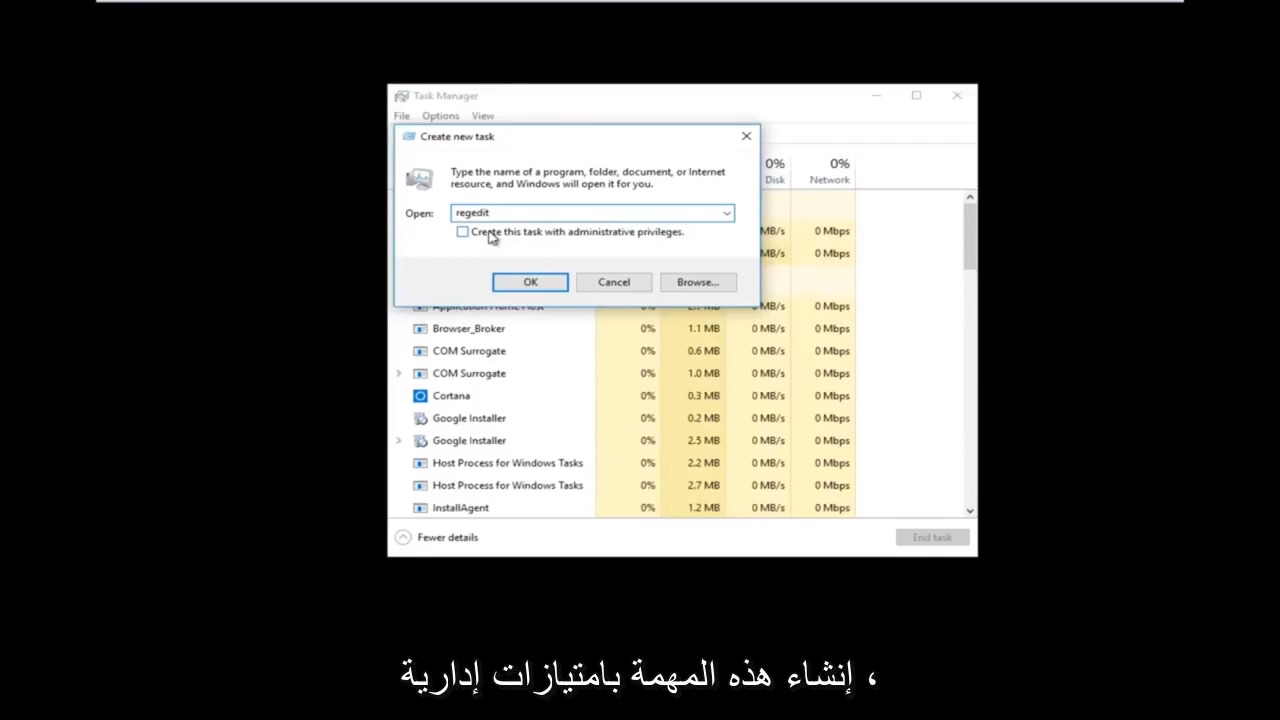 Task Manager
File Options View
Create new task
Type the name of a program, folder, document, or Internet
resource, and Windows will open it for you.
Open: regedit
Create this task with administrative privileges.
OK Cancel Browse...
0% 0%
Disk Network
MB/s 0 Mbps
MB/s 0 Mbps
Application Frame Host 0% 0 MB/s 0 Mbps
Browser_Broker 0% 1.1 MB 0 MB/s 0 Mbps
COM Surrogate 0% 0.6 MB 0 MB/s 0 Mbps
COM Surrogate 0% 1.0 MB 0 MB/s 0 Mbps
Cortana 0% 0.3 MB 0 MB/s 0 Mbps
Google Installer 0% 0.2 MB 0 MB/s 0 Mbps
Google Installer 0% 2.5 MB 0 MB/s 0 Mbps
Host Process for Windows Tasks 0% 2.2 MB 0 MB/s 0 Mbps
Host Process for Windows Tasks 0% 2.7 MB 0 MB/s 0 Mbps
InstallAgent 0% 1.2 MB 0 MB/s 0 Mbps
Fewer details End task
، إنشاء هذه المهمة بامتيازات إدارية